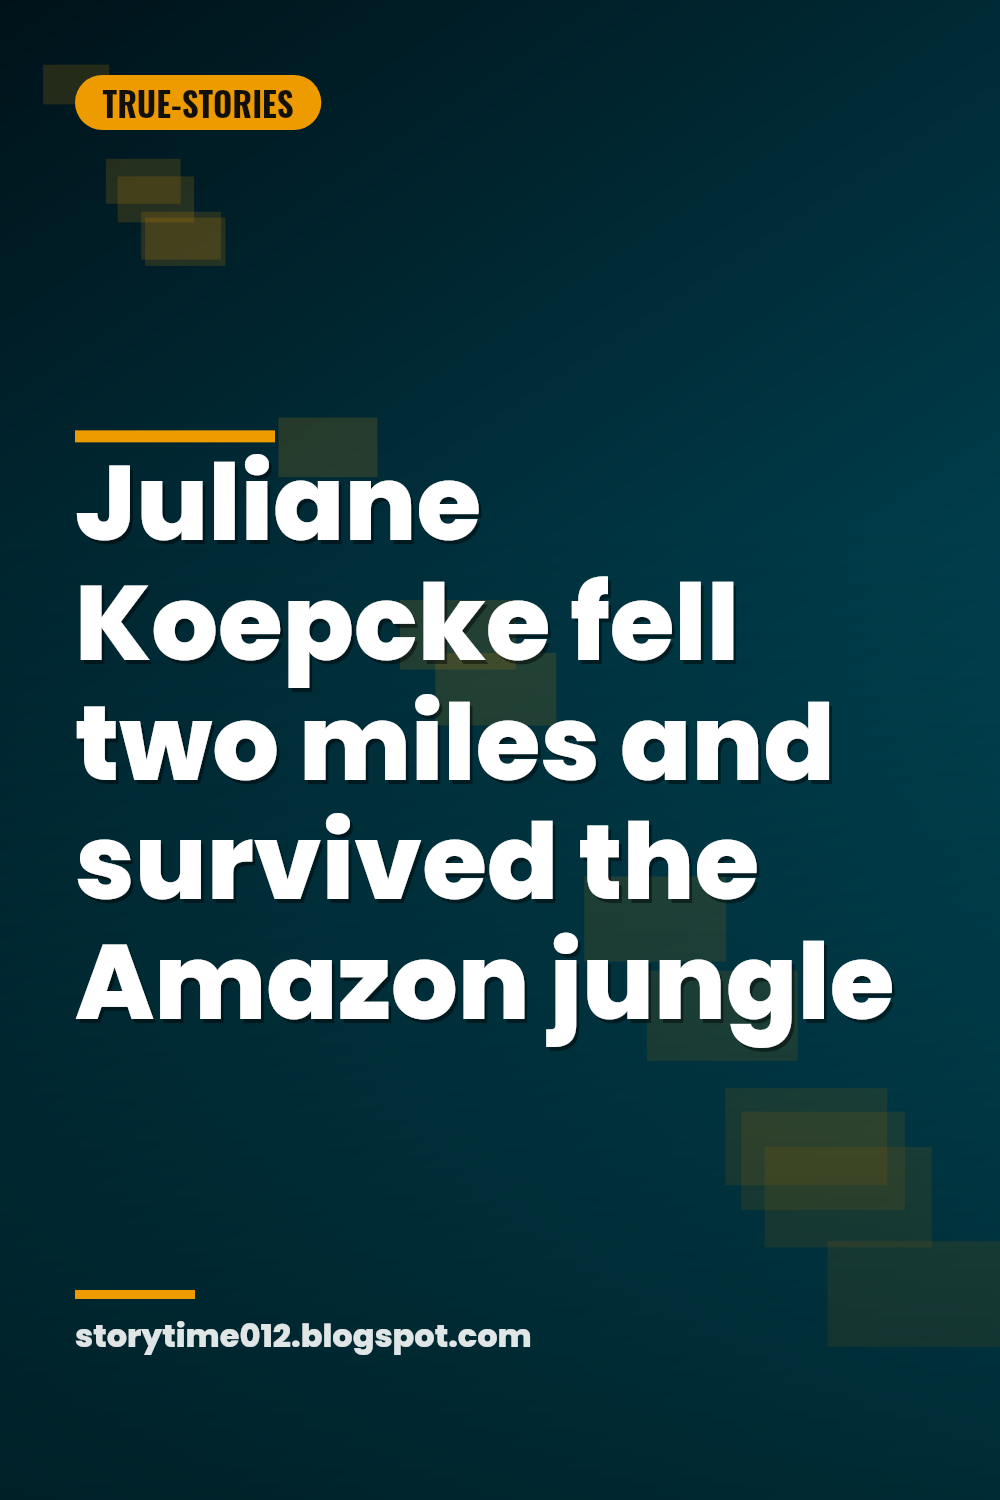 TRUE-STORIES
Juliane
Koepcke fell
two miles and
survived the
Amazon jungle
storytime012.blogspot.com